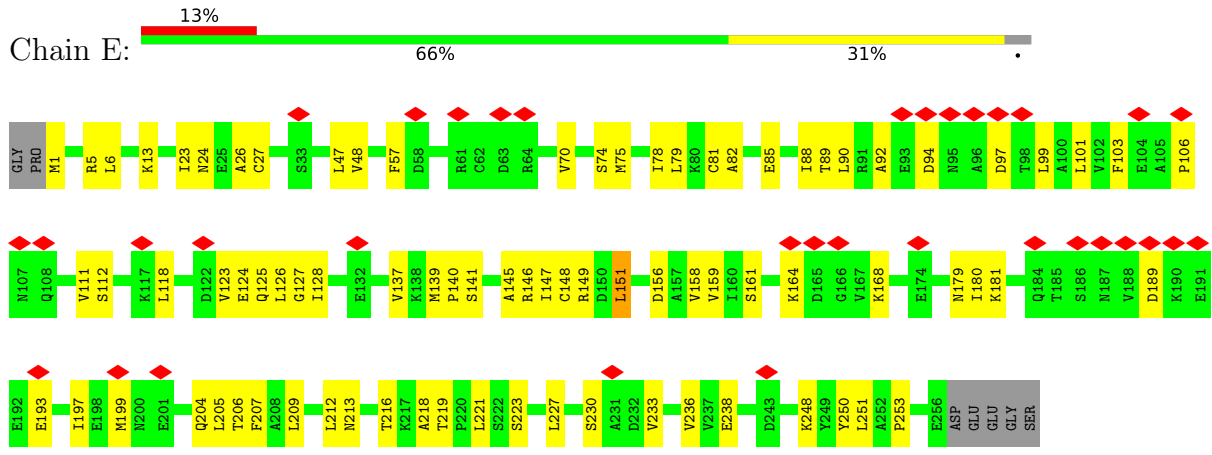 13%
Chain E:
66% 31% •
GLY PRO M1 R5 L6 K13 I23 N24 E25 A26 C27 S33 L47 V48 F57 D58 R61 C62 D63 R64 V70 S74 M75 I78 L79 K80 C81 A82 E85 I88 T89 L90 R91 A92 E93 D94 N95 A96 D97 T98 L99 A100 L101 V102 F103 E104 A105 P106
N107 Q108 V111 S112 K117 L118 D122 V123 E124 Q125 L126 G127 I128 E132 V137 K138 M139 P140 S141 A145 R146 I147 C148 R149 D150 L151 D156 A157 V158 V159 I160 S161 K164 D165 G166 V167 K168 E174 N179 I180 K181 Q184 T185 S186 N187 V188 D189 K190 E191
E192 E193 I197 E198 M199 N200 E201 Q204 L205 T206 F207 A208 L209 L212 N213 T216 K217 A218 T219 P220 L221 S222 S223 L227 S230 A231 D232 V233 V236 V237 E238 D243 K248 Y249 Y250 L251 A252 P253 E256 ASP GLU GLU GLY SER